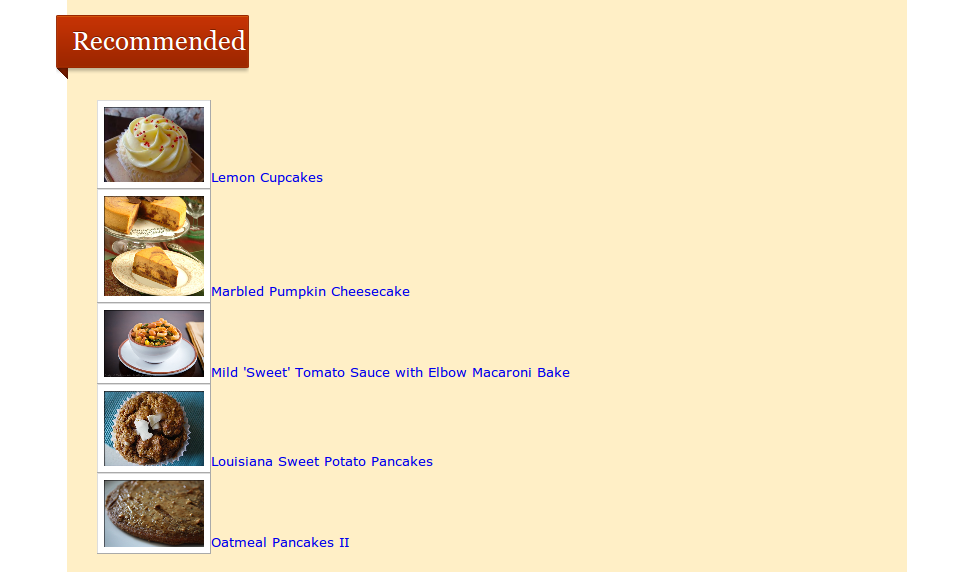 Recommended
Lemon Cupcakes
Marbled Pumpkin Cheesecake
Mild 'Sweet' Tomato Sauce with Elbow Macaroni Bake
Louisiana Sweet Potato Pancakes
Oatmeal Pancakes II